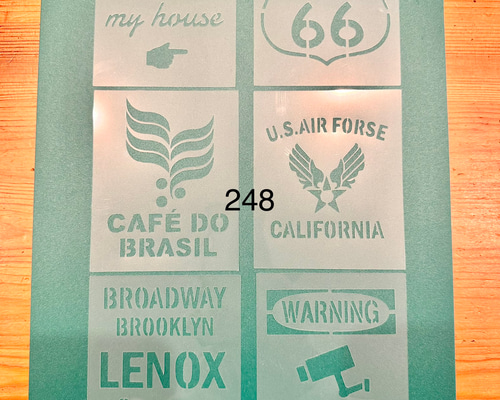 my house
66
CAFÉ DO
BRASIL
U.S.AIR FORSE
CALIFORNIA
248
BROADWAY
BROOKLYN
LENOX
WARNING